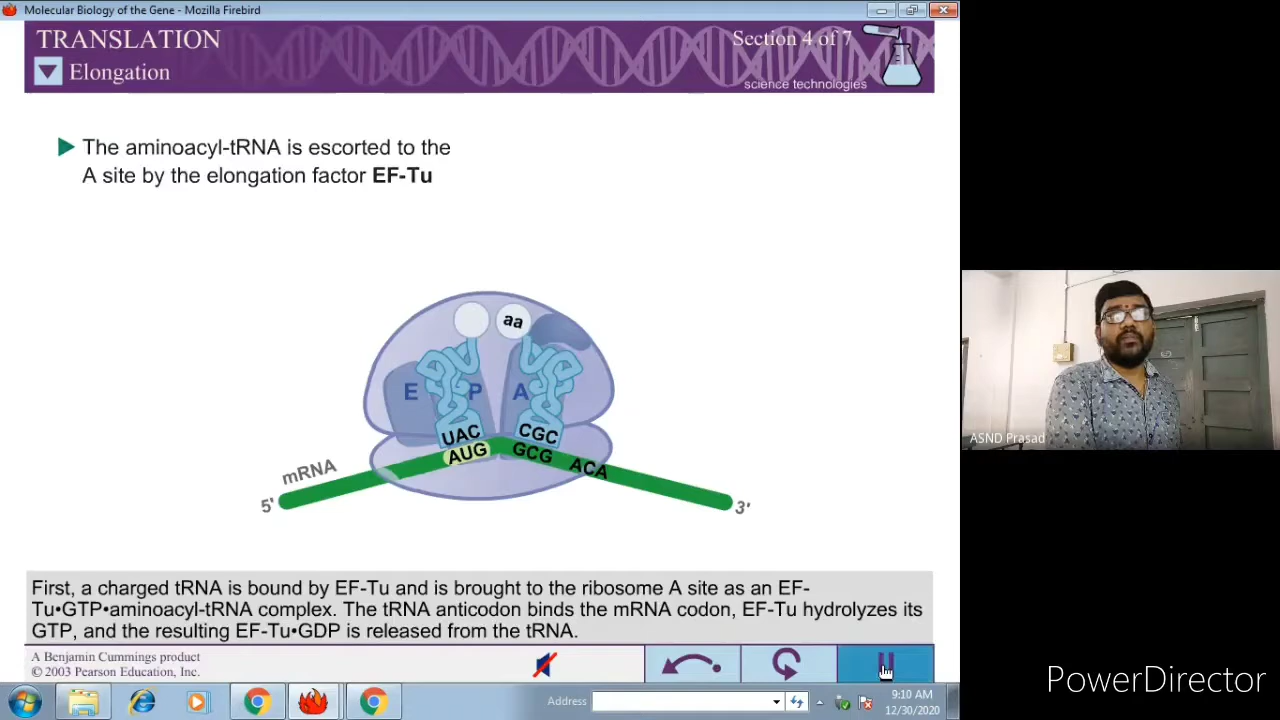 Molecular Biology of the Gene - Mozilla Firebird
TRANSLATION
Section 4 of 7
Elongation
science technologies
The aminoacyl-tRNA is escorted to the
A site by the elongation factor EF-Tu
aa
E P A
UAC CGC
AUG GCG ACA
mRNA
5' 3'
ASND Prasad
First, a charged tRNA is bound by EF-Tu and is brought to the ribosome A site as an EF-
Tu•GTP•aminoacyl-tRNA complex. The tRNA anticodon binds the mRNA codon, EF-Tu hydrolyzes its
GTP, and the resulting EF-Tu•GDP is released from the tRNA.
A Benjamin Cummings product
© 2003 Pearson Education, Inc.
Address
9:10 AM
12/30/2020
PowerDirector